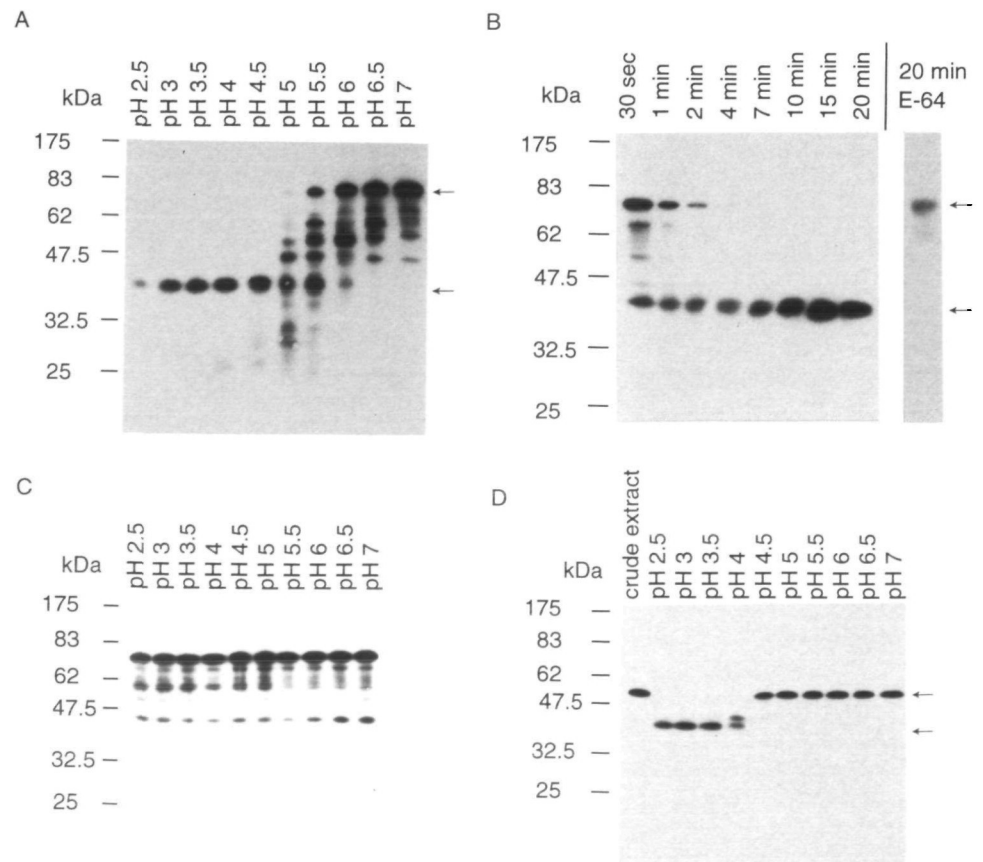 A
kDa
pH 2.5
pH 3
pH 3.5
pH 4
pH 4.5
pH 5
pH 5.5
pH 6
pH 6.5
pH 7
175
83
62
47.5
32.5
25
B
kDa
30 sec
1 min
2 min
4 min
7 min
10 min
15 min
20 min
20 min
E-64
175
83
62
47.5
32.5
25
C
kDa
pH 2.5
pH 3
pH 3.5
pH 4
pH 4.5
pH 5
pH 5.5
pH 6
pH 6.5
pH 7
175
83
62
47.5
32.5
25
D
kDa
crude extract
pH 2.5
pH 3
pH 3.5
pH 4
pH 4.5
pH 5
pH 5.5
pH 6
pH 6.5
pH 7
175
83
62
47.5
32.5
25